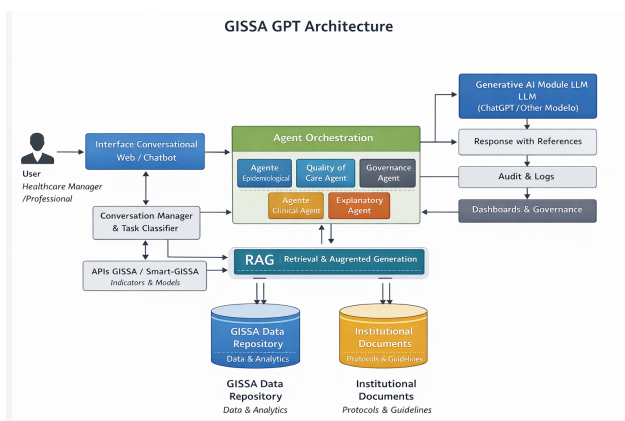 GISSA GPT Architecture
Generative AI Module LLM
LLM
(ChatGPT/Other Modelo)
Interface Conversational
Web / Chatbot
Agent Orchestration
Response with References
User
Healthcare Manager
/Professional
Agente
Epidemiological
Quality of
Care Agent
Governance
Agent
Audit & Logs
Agente
Clinical Agent
Explanatory
Agent
Dashboards & Governance
Conversation Manager
& Task Classifier
RAG
Retrieval & Augmented Generation
APIs GISSA / Smart-GISSA
Indicators & Models
GISSA Data
Repository
Data & Analytics
Institutional
Documents
Protocols & Guidelines
GISSA Data
Repository
Data & Analytics
Institutional
Documents
Protocols & Guidelines